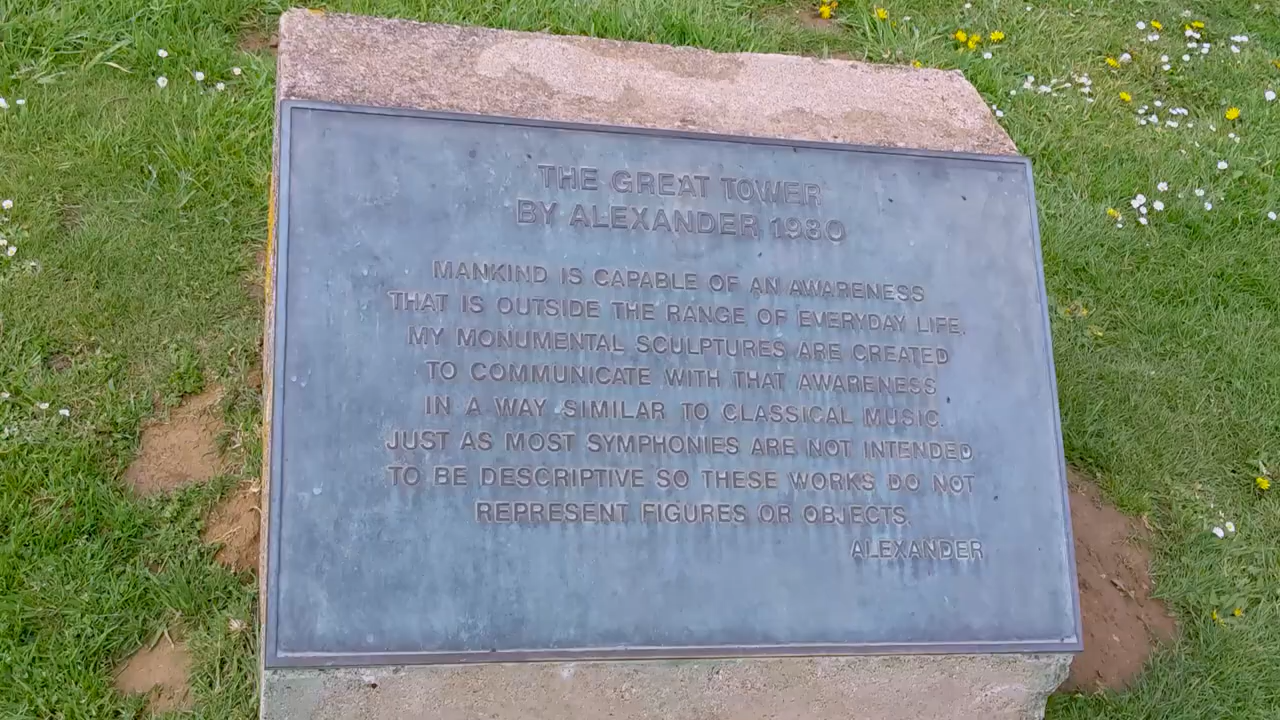 THE GREAT TOWER
BY ALEXANDER 1980
MANKIND IS CAPABLE OF AN AWARENESS
THAT IS OUTSIDE THE RANGE OF EVERYDAY LIFE.
MY MONUMENTAL SCULPTURES ARE CREATED
TO COMMUNICATE WITH THAT AWARENESS
IN A WAY SIMILAR TO CLASSICAL MUSIC.
JUST AS MOST SYMPHONIES ARE NOT INTENDED
TO BE DESCRIPTIVE SO THESE WORKS DO NOT
REPRESENT FIGURES OR OBJECTS.
ALEXANDER